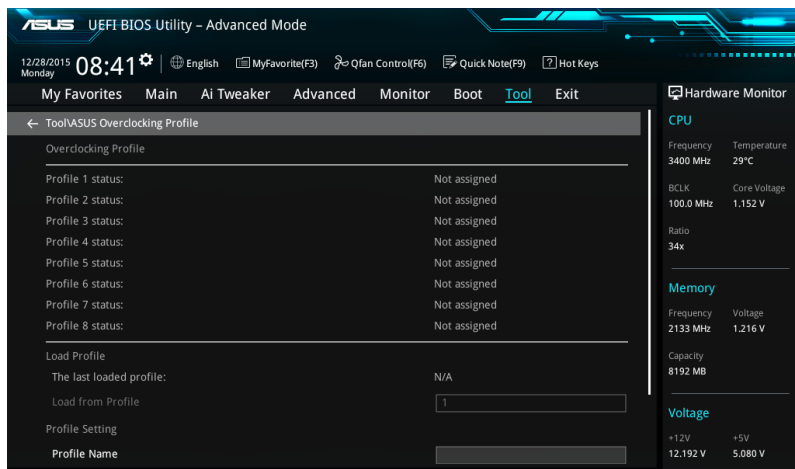 ASUS UEFI BIOS Utility – Advanced Mode
12/28/2015 Monday 08:41 English MyFavorite(F3) Qfan Control(F6) Quick Note(F9) ? Hot Keys
My Favorites Main Ai Tweaker Advanced Monitor Boot Tool Exit
Tool\ASUS Overclocking Profile
Overclocking Profile
Profile 1 status: Not assigned
Profile 2 status: Not assigned
Profile 3 status: Not assigned
Profile 4 status: Not assigned
Profile 5 status: Not assigned
Profile 6 status: Not assigned
Profile 7 status: Not assigned
Profile 8 status: Not assigned
Load Profile
The last loaded profile: N/A
Load from Profile 1
Profile Setting
Profile Name
Hardware Monitor
CPU
Frequency Temperature
3400 MHz 29°C
BCLK Core Voltage
100.0 MHz 1.152 V
Ratio
34x
Memory
Frequency Voltage
2133 MHz 1.216 V
Capacity
8192 MB
Voltage
+12V +5V
12.192 V 5.080 V